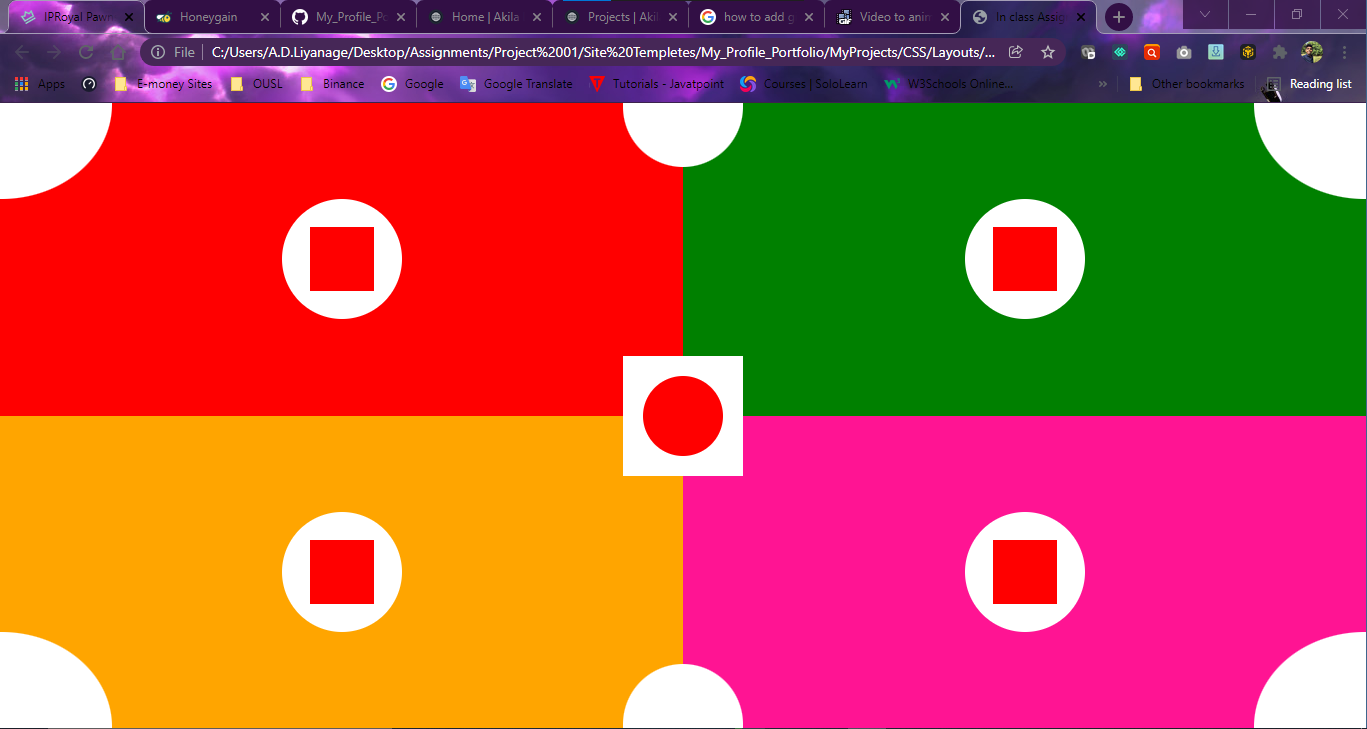 IPRoyal Pawn Honeygain My_Profile_Po Home | Akila Projects | Akil how to add g Video to anim In class Assig
File C:/Users/A.D.Liyanage/Desktop/Assignments/Project%2001/Site%20Templetes/My_Profile_Portfolio/MyProjects/CSS/Layouts/...
Apps E-money Sites OUSL Binance Google Google Translate Tutorials - Javatpoint Courses | SoloLearn W3Schools Online... » Other bookmarks Reading list